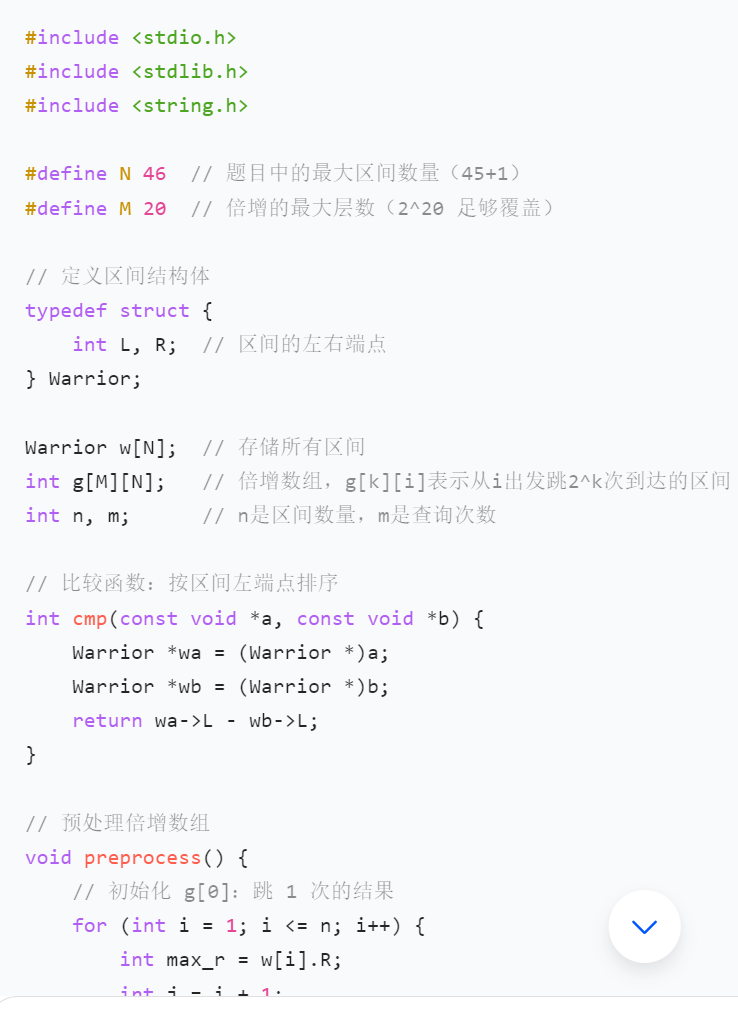 #include <stdio.h>
#include <stdlib.h>
#include <string.h>
#define N 46  // 题目中的最大区间数量（45+1）
#define M 20  // 倍增的最大层数（2^20 足够覆盖）
// 定义区间结构体
typedef struct {
    int L, R;  // 区间的左右端点
} Warrior;
Warrior w[N];  // 存储所有区间
int g[M][N];   // 倍增数组，g[k][i]表示从i出发跳2^k次到达的区间
int n, m;      // n是区间数量，m是查询次数
// 比较函数：按区间左端点排序
int cmp(const void *a, const void *b) {
    Warrior *wa = (Warrior *)a;
    Warrior *wb = (Warrior *)b;
    return wa->L - wb->L;
}
// 预处理倍增数组
void preprocess() {
    // 初始化 g[0]：跳 1 次的结果
    for (int i = 1; i <= n; i++) {
        int max_r = w[i].R;
        int j = i + 1;